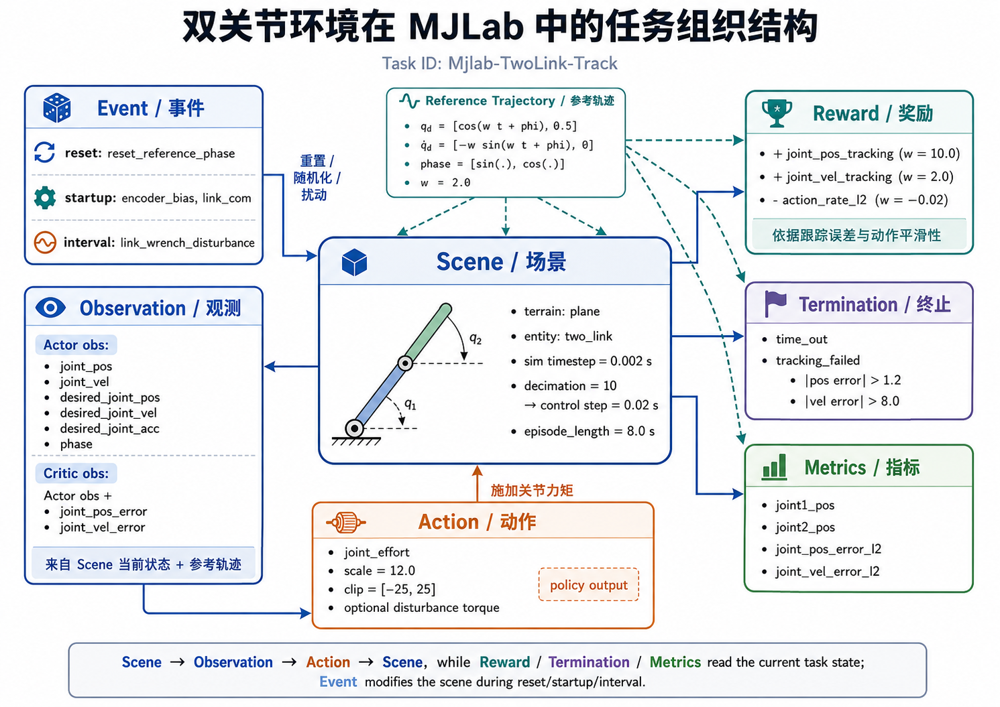 双关节环境在 MJLab 中的任务组织结构
Task ID: Mjlab-TwoLink-Track
Event / 事件
reset: reset_reference_phase
startup: encoder_bias, link_com
interval: link_wrench_disturbance
重置 /
随机化 /
扰动
Reference Trajectory / 参考轨迹
• q_d = [cos(w t + phi), 0.5]
• q̇_d = [−w sin(w t + phi), 0]
• phase = [sin(.), cos(.)]
• w = 2.0
Reward / 奖励
• + joint_pos_tracking (w = 10.0)
• + joint_vel_tracking (w = 2.0)
• - action_rate_l2 (w = −0.02)
依据跟踪误差与动作平滑性
Observation / 观测
Actor obs:
• joint_pos
• joint_vel
• desired_joint_pos
• desired_joint_vel
• desired_joint_acc
• phase
Critic obs:
Actor obs +
• joint_pos_error
• joint_vel_error
来自 Scene 当前状态 + 参考轨迹
Scene / 场景
q₂
q₁
• terrain: plane
• entity: two_link
• sim timestep = 0.002 s
• decimation = 10
→ control step = 0.02 s
• episode_length = 8.0 s
Termination / 终止
• time_out
• tracking_failed
• |pos error| > 1.2
• |vel error| > 8.0
施加关节力矩
Action / 动作
• joint_effort
• scale = 12.0
• clip = [−25, 25]
• optional disturbance torque
policy output
Metrics / 指标
• joint1_pos
• joint2_pos
• joint_pos_error_l2
• joint_vel_error_l2
Scene → Observation → Action → Scene, while Reward / Termination / Metrics read the current task state;
Event modifies the scene during reset/startup/interval.